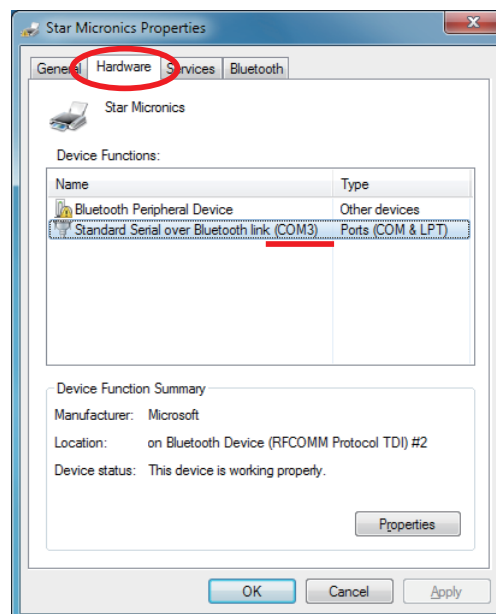 Star Micronics Properties
General Hardware Services Bluetooth
Star Micronics
Device Functions:
Name Type
Bluetooth Peripheral Device Other devices
Standard Serial over Bluetooth link (COM3) Ports (COM & LPT)
Device Function Summary
Manufacturer: Microsoft
Location: on Bluetooth Device (RFCOMM Protocol TDI) #2
Device status: This device is working properly.
Properties
OK Cancel Apply